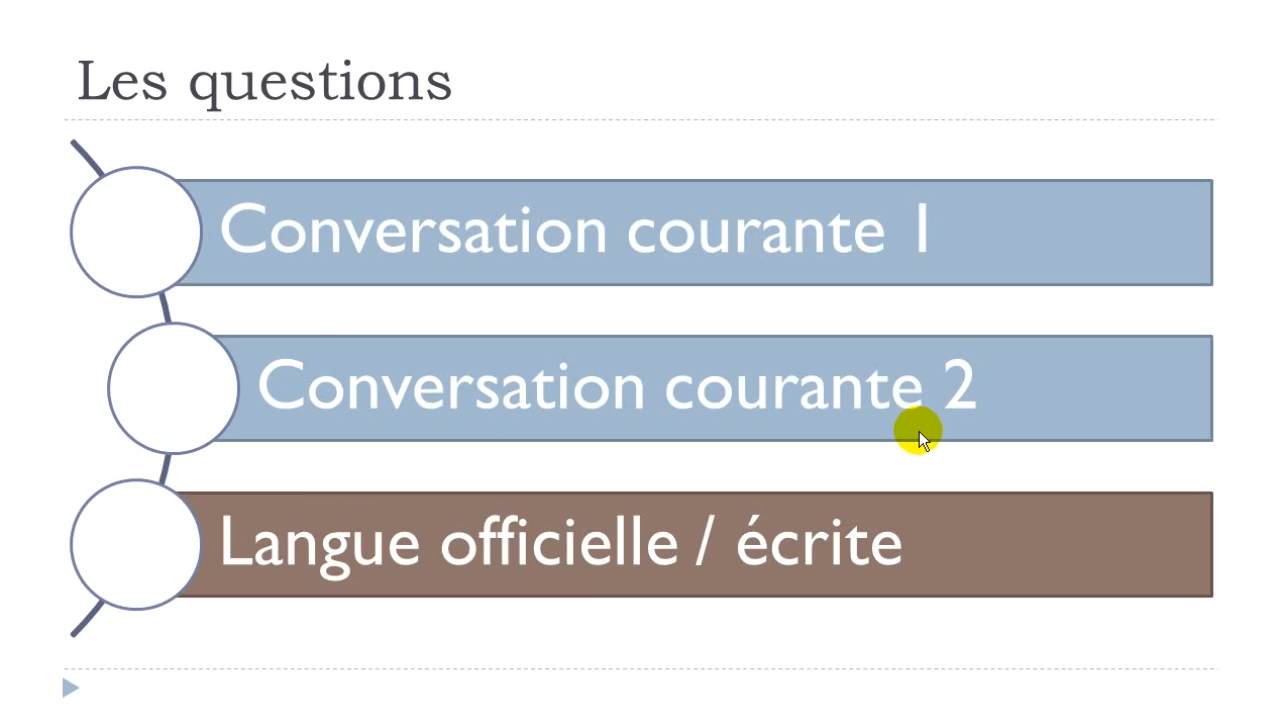 Les questions
Conversation courante 1
Conversation courante 2
Langue officielle / écrite